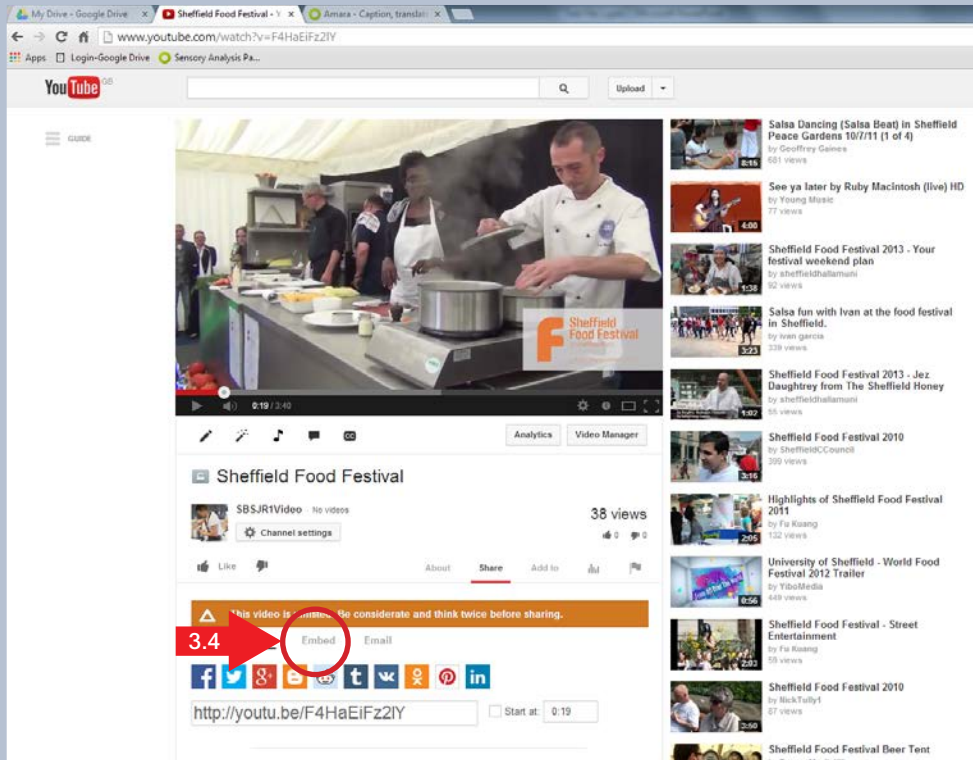 My Drive - Google Drive
Sheffield Food Festival - Y
Amara - Caption, translat
www.youtube.com/watch?v=F4HaEiFz2lY
Apps Login-Google Drive Sensory Analysis Pa...
YouTube GB
Upload
GUIDE
Sheffield
Food Festival
0:19 / 3:40
CC
Analytics Video Manager
Sheffield Food Festival
SBSJR1Video · No videos
38 views
Channel settings
0 0
Like
About Share Add to
This video is unlisted. Be considerate and think twice before sharing.
3.4
Embed Email
http://youtu.be/F4HaEiFz2lY
Start at: 0:19
Salsa Dancing (Salsa Beat) in Sheffield
Peace Gardens 10/7/11 (1 of 4)
by Geoffrey Gaines
681 views
8:15
See ya later by Ruby Macintosh (live) HD
by Young Music
77 views
4:00
Sheffield Food Festival 2013 - Your
festival weekend plan
by sheffieldhallamuni
92 views
1:38
Salsa fun with Ivan at the food festival
in Sheffield.
by ivan garcia
339 views
3:23
Sheffield Food Festival 2013 - Jez
Daughtrey from The Sheffield Honey
by sheffieldhallamuni
55 views
1:02
Sheffield Food Festival 2010
by SheffieldCCouncil
399 views
3:16
Highlights of Sheffield Food Festival
2011
by Fu Kuang
132 views
2:05
University of Sheffield - World Food
Festival 2012 Trailer
by YiboMedia
449 views
0:56
Sheffield Food Festival - Street
Entertainment
by Fu Kuang
59 views
2:03
Sheffield Food Festival 2010
by NickTully1
87 views
3:50
Sheffield Food Festival Beer Tent